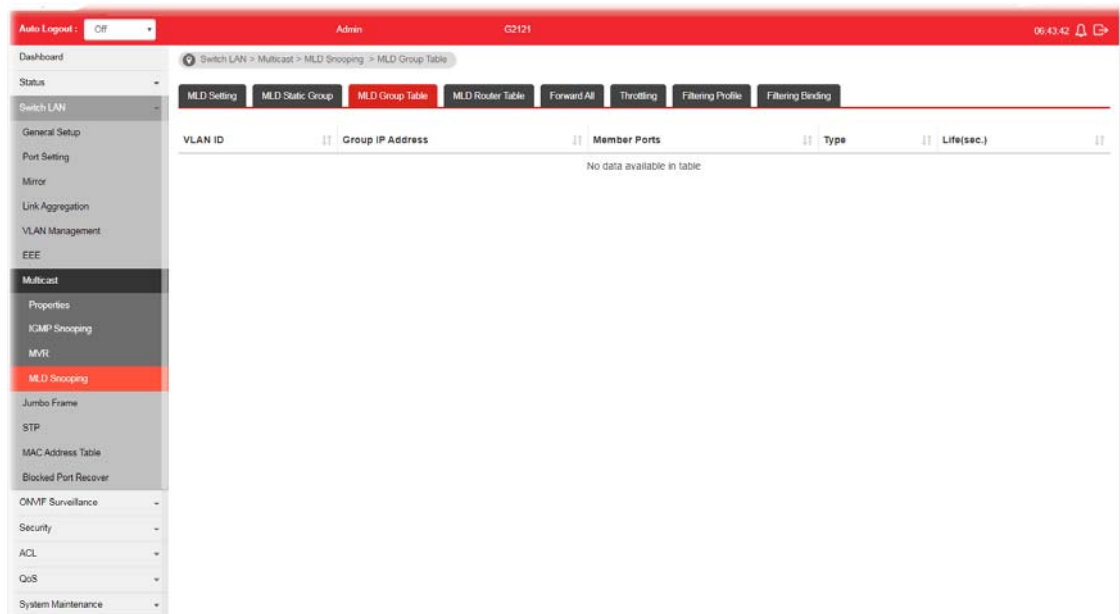 Auto Logout : Off Admin G2121 06:43:42
Dashboard
Status
Switch LAN
General Setup
Port Setting
Mirror
Link Aggregation
VLAN Management
EEE
Multicast
Properties
IGMP Snooping
MVR
MLD Snooping
Jumbo Frame
STP
MAC Address Table
Blocked Port Recover
ONVIF Surveillance
Security
ACL
QoS
System Maintenance
Switch LAN > Multicast > MLD Snooping > MLD Group Table
MLD Setting MLD Static Group MLD Group Table MLD Router Table Forward All Throttling Filtering Profile Filtering Binding
VLAN ID Group IP Address Member Ports Type Life(sec.)
No data available in table